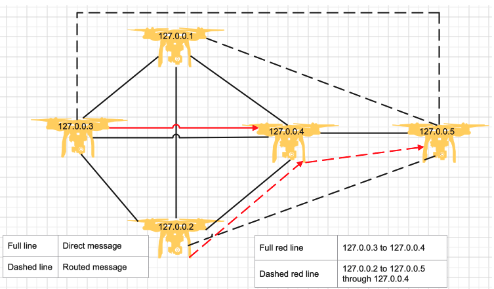 127.0.0.1
127.0.0.3
127.0.0.4
127.0.0.5
127.0.0.2
Full line Direct message
Dashed line Routed message
Full red line 127.0.0.3 to 127.0.0.4
Dashed red line 127.0.0.2 to 127.0.0.5
through 127.0.0.4